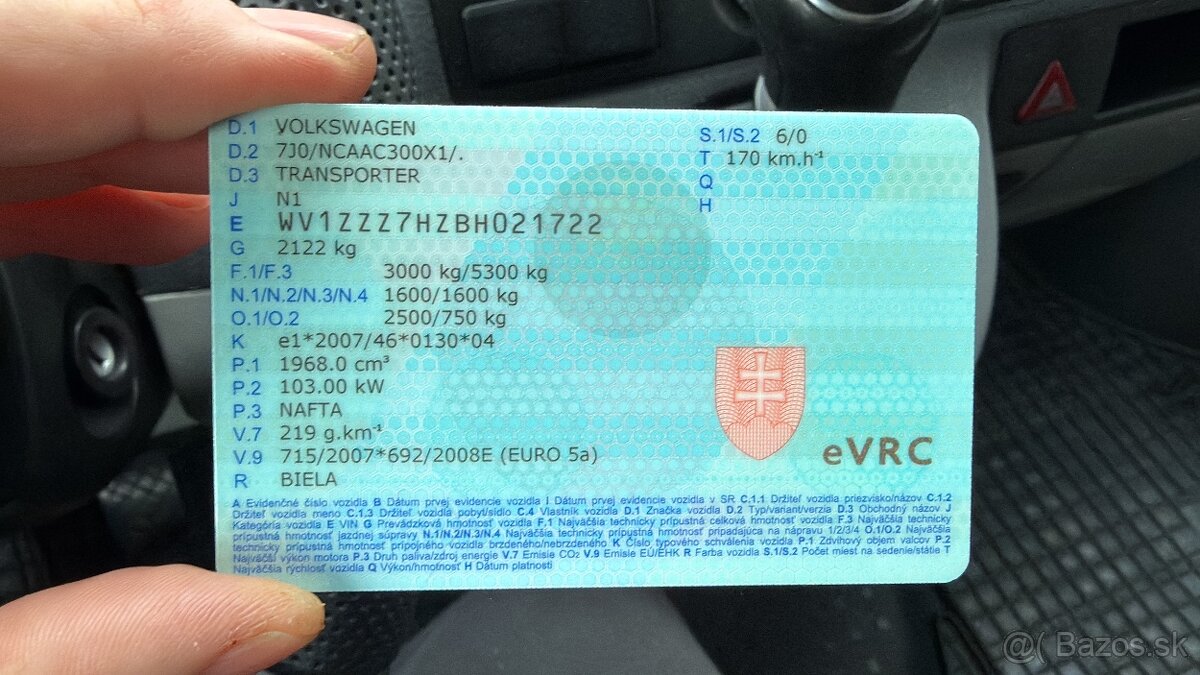 D.1 VOLKSWAGEN
D.2 7J0/NCAAC300X1/.
D.3 TRANSPORTER
J N1
E WV1ZZZ7HZBH021722
G 2122 kg
F.1/F.3 3000 kg/5300 kg
N.1/N.2/N.3/N.4 1600/1600 kg
O.1/O.2 2500/750 kg
K e1*2007/46*0130*04
P.1 1968.0 cm³
P.2 103.00 kW
P.3 NAFTA
V.7 219 g.km⁻¹
V.9 715/2007*692/2008E (EURO 5a)
R BIELA
S.1/S.2 6/0
T 170 km.h⁻¹
Q
H
eVRC
A Evidenčné číslo vozidla B Dátum prvej evidencie vozidla I Dátum prvej evidencie vozidla v SR C.1.1 Držiteľ vozidla priezvisko/názov C.1.2
Držiteľ vozidla meno C.1.3 Držiteľ vozidla pobyt/sídlo C.4 Vlastník vozidla D.1 Značka vozidla D.2 Typ/variant/verzia D.3 Obchodný názov J
Kategória vozidla E VIN G Prevádzková hmotnosť vozidla F.1 Najväčšia technicky prípustná celková hmotnosť vozidla F.3 Najväčšia technicky
prípustná hmotnosť jazdnej súpravy N.1/N.2/N.3/N.4 Najväčšia technicky prípustná hmotnosť pripadajúca na nápravu 1/2/3/4 O.1/O.2 Najväčšia
technicky prípustná hmotnosť prípojného vozidla brzdeného/nebrzdeného K Číslo typového schválenia vozidla P.1 Zdvihový objem valcov P.2
Najväčší výkon motora P.3 Druh paliva/zdroj energie V.7 Emisie CO₂ V.9 Emisie EÚ/EHK R Farba vozidla S.1/S.2 Počet miest na sedenie/státie T
Najväčšia rýchlosť vozidla Q Výkon/hmotnosť H Dátum platnosti
@( Bazos.sk